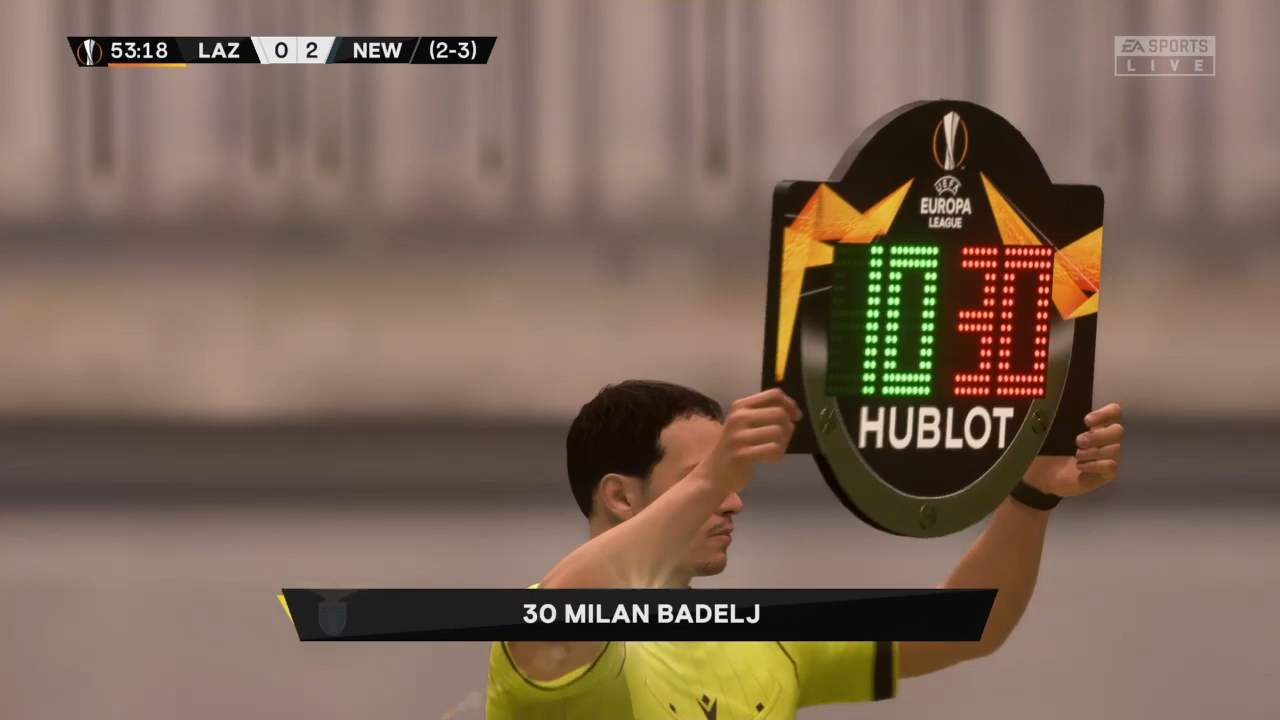 53:18 LAZ 0 2 NEW (2-3)
EA SPORTS
LIVE
UEFA
EUROPA
LEAGUE
10 30
HUBLOT
30 MILAN BADELJ